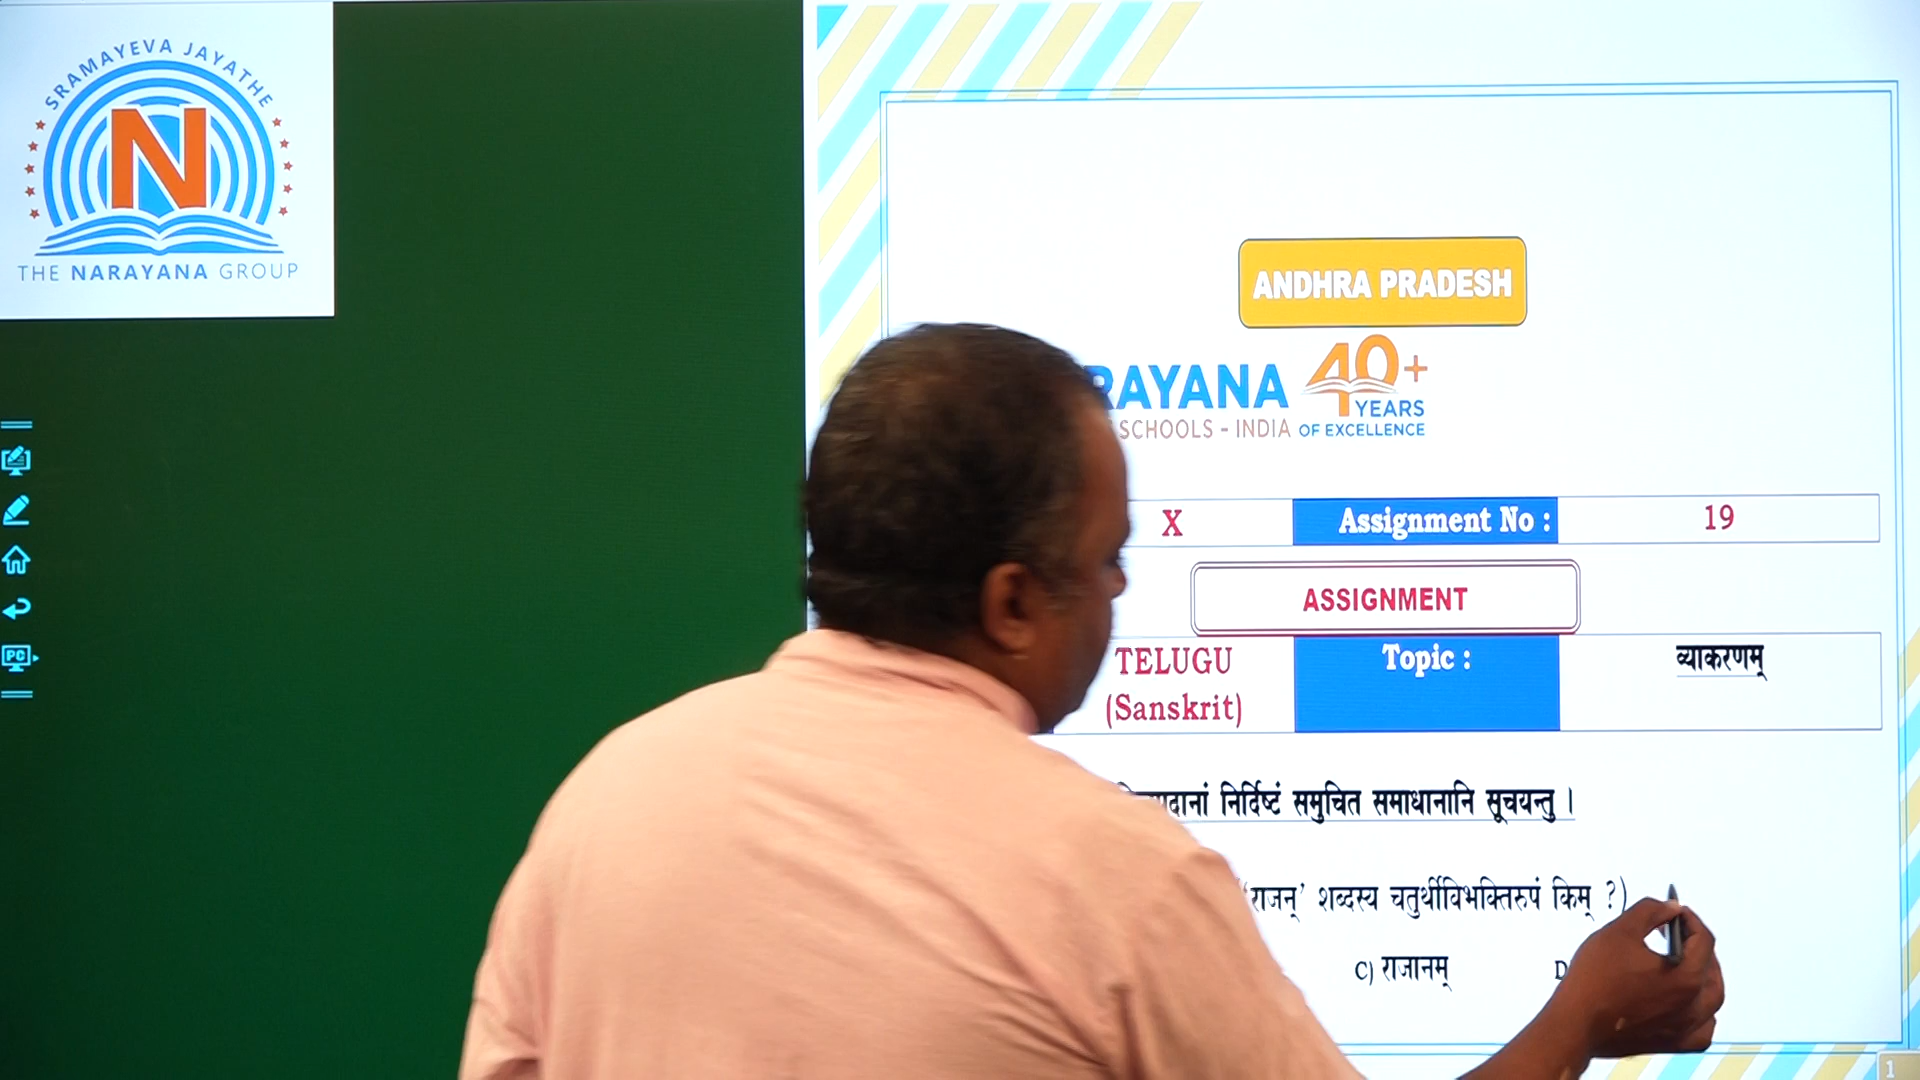 SRAMAYEVA JAYATHE
N
THE NARAYANA GROUP
PC
ANDHRA PRADESH
RAYANA 40+
YEARS
SCHOOLS - INDIA OF EXCELLENCE
X Assignment No : 19
ASSIGNMENT
TELUGU Topic : व्याकरणम्
(Sanskrit)
निर्दिष्टं समुचित समाधानानि सूचयन्तु ।
'राजन्' शब्दस्य चतुर्थीविभक्तिरुपं किम् ?)
C) राजानम् D
1